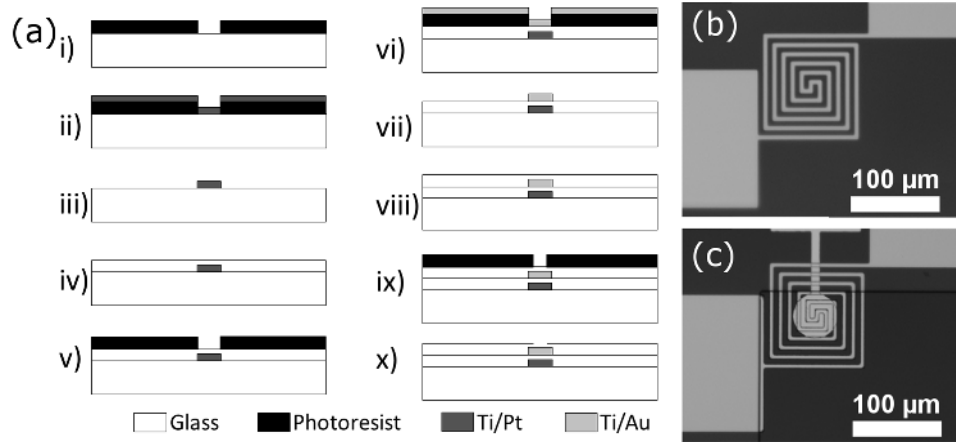 (a)
i)
ii)
iii)
iv)
v)
vi)
vii)
viii)
ix)
x)
Glass Photoresist Ti/Pt Ti/Au
(b)
100 μm
(c)
100 μm